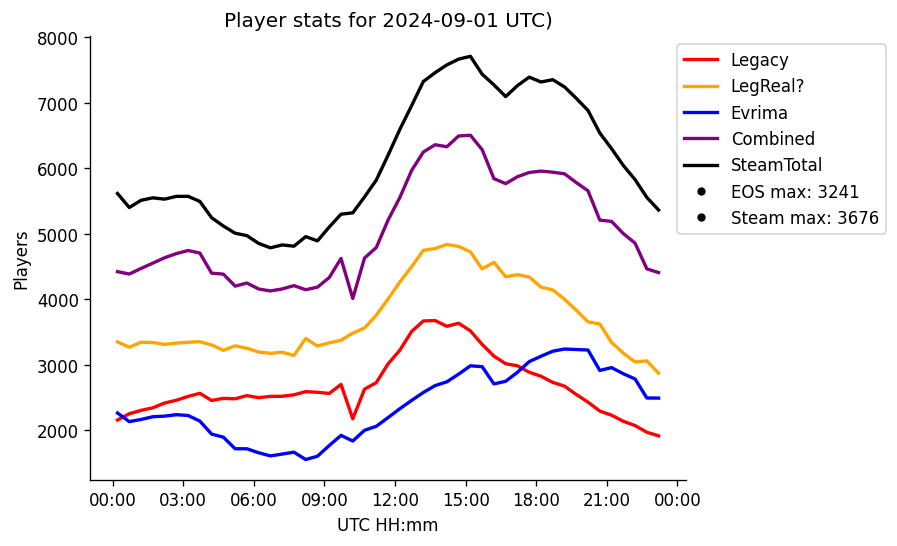 Player stats for 2024-09-01 UTC)
8000
7000
6000
5000
4000
3000
2000
Players
00:00 03:00 06:00 09:00 12:00 15:00 18:00 21:00 00:00
UTC HH:mm
Legacy
LegReal?
Evrima
Combined
SteamTotal
EOS max: 3241
Steam max: 3676